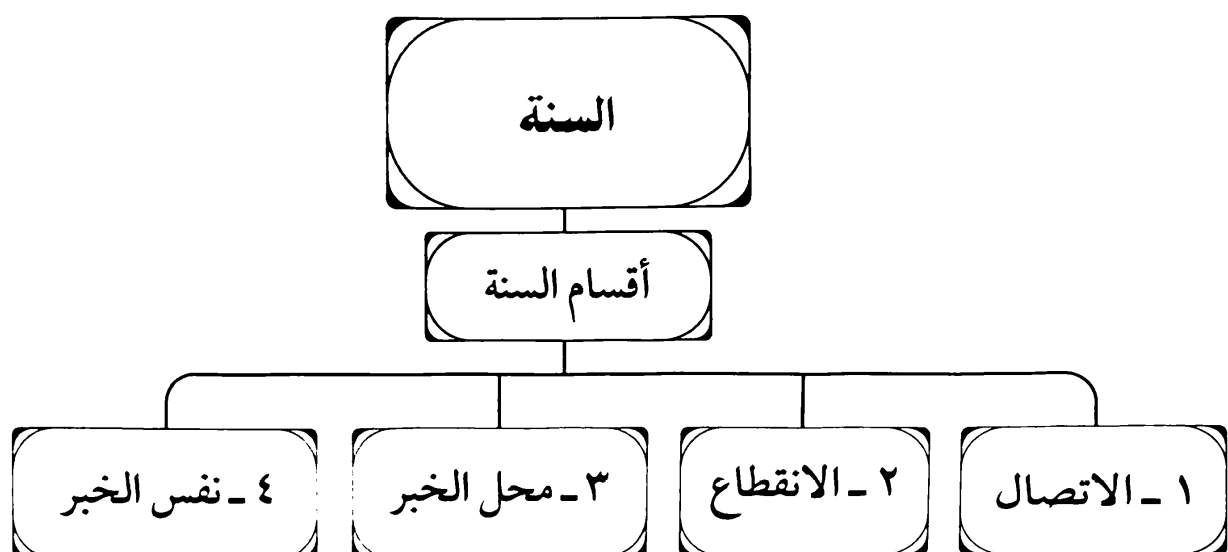 السنة
أقسام السنة
١ ـ الاتصال
٢ ـ الانقطاع
٣ ـ محل الخبر
٤ ـ نفس الخبر